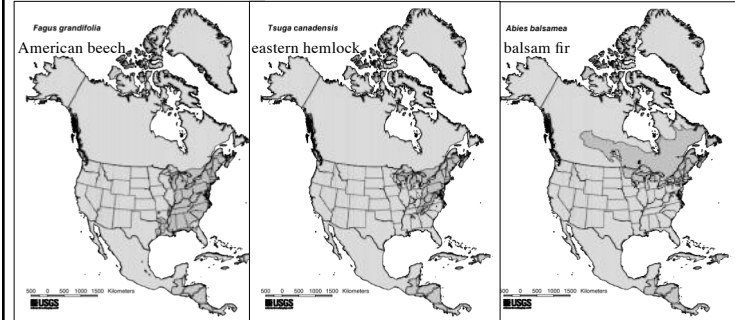 Fagus grandifolia
American beech
500 0 500 1000 1500 Kilometers
USGS
Tsuga canadensis
eastern hemlock
500 0 500 1000 1500 Kilometers
USGS
Abies balsamea
balsam fir
500 0 500 1000 1500 Kilometers
USGS